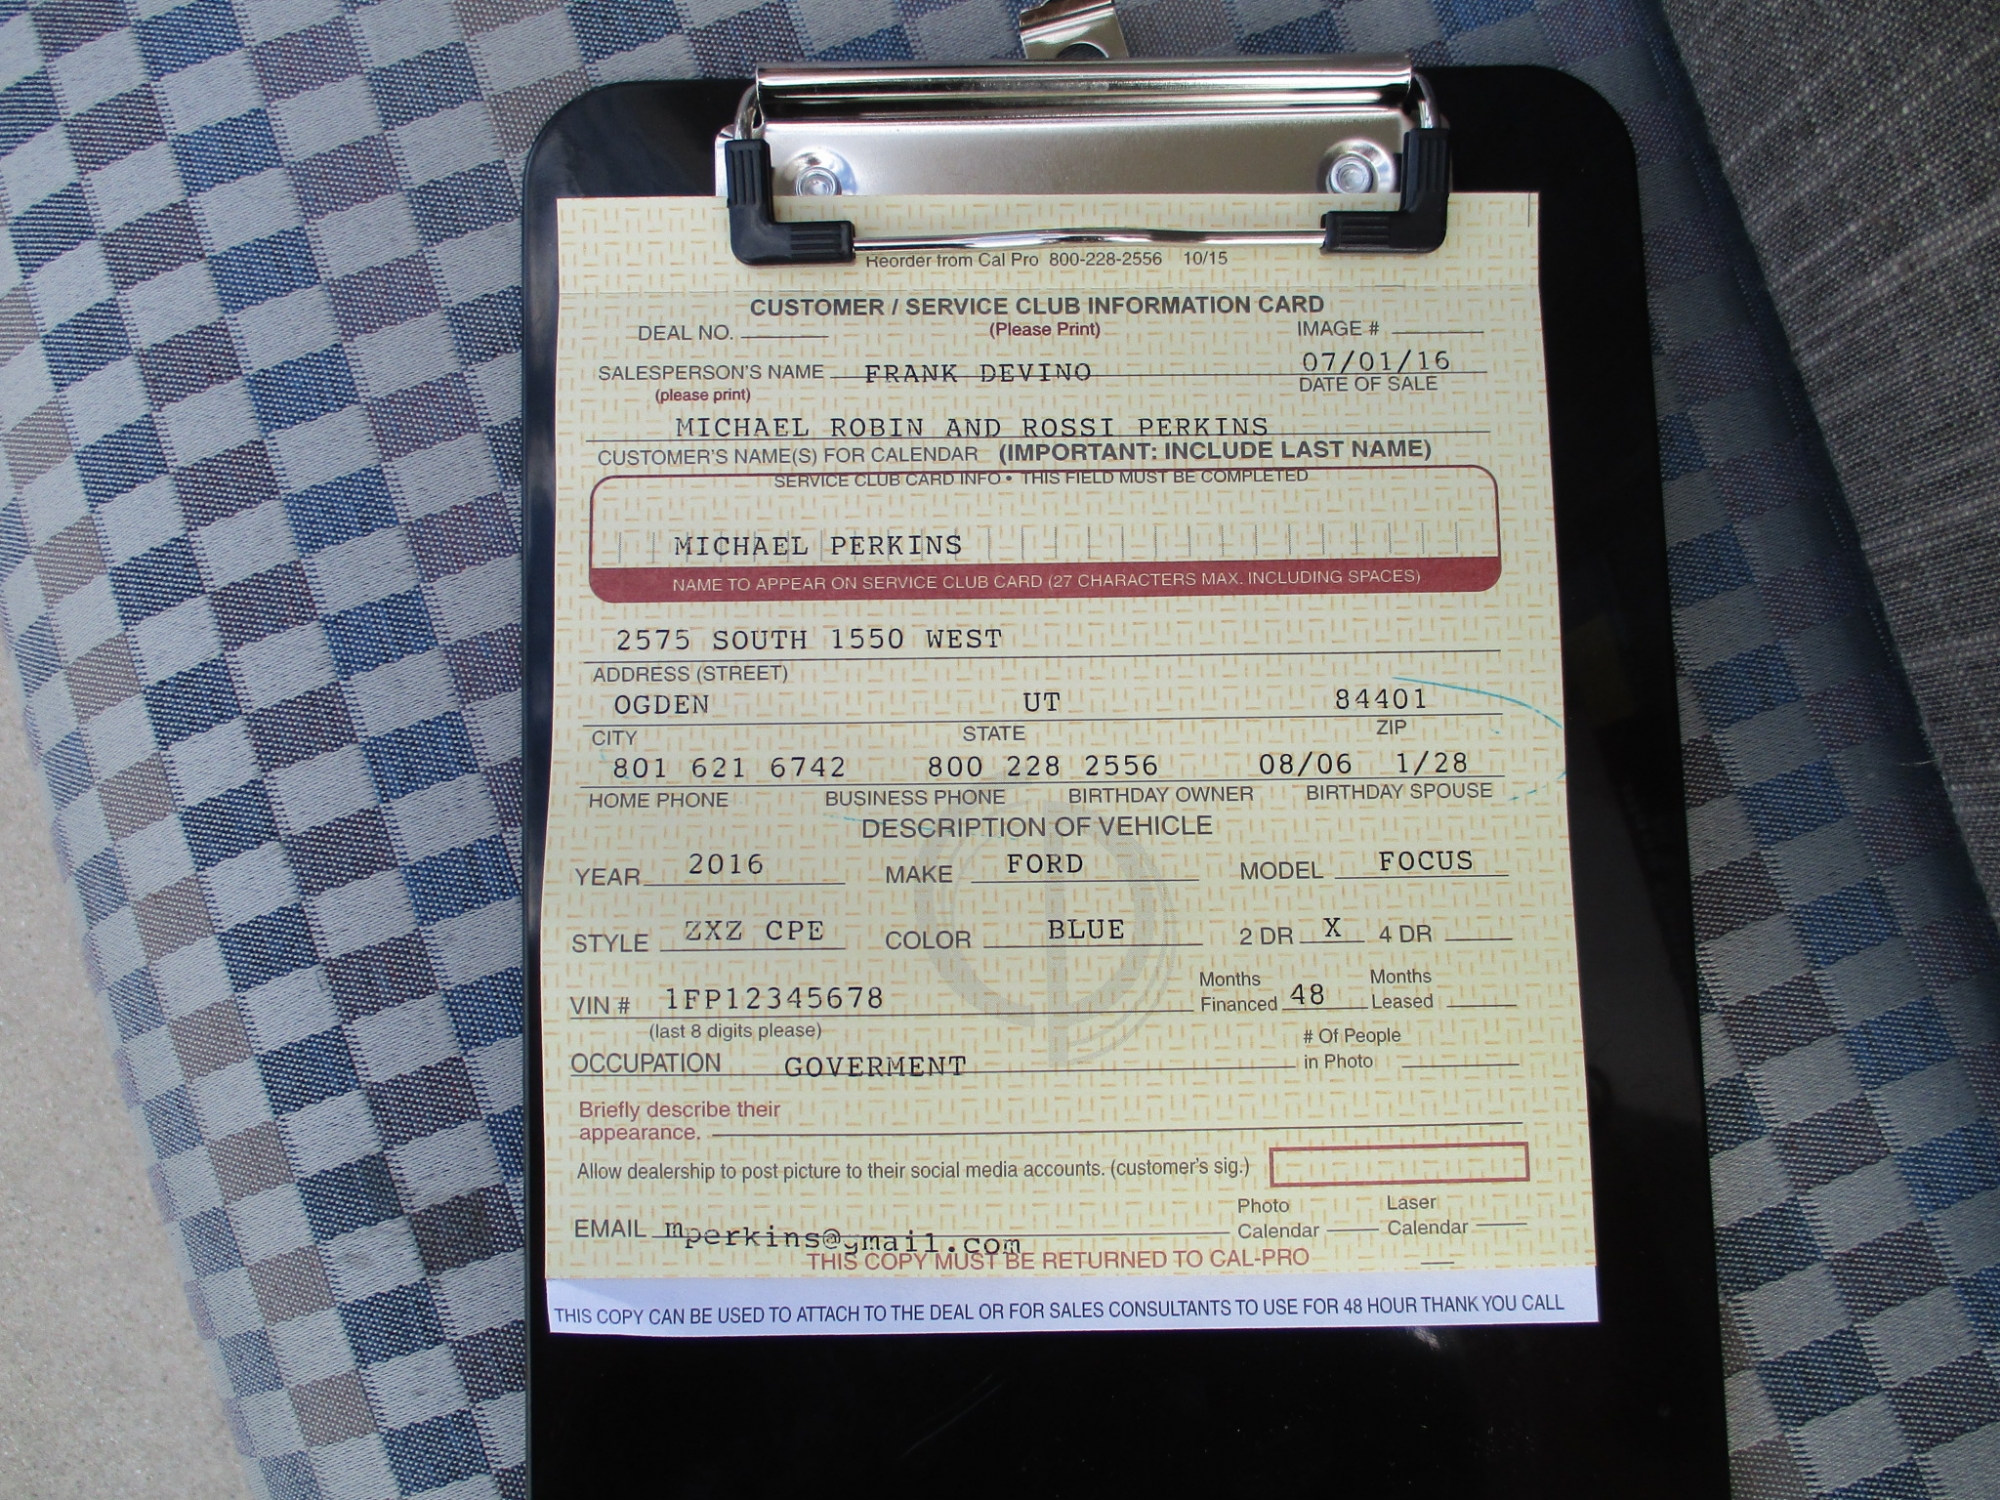 Reorder from Cal Pro 800-228-2556 10/15
CUSTOMER / SERVICE CLUB INFORMATION CARD
DEAL NO. (Please Print) IMAGE #
SALESPERSON'S NAME FRANK DEVINO 07/01/16
(please print) DATE OF SALE
MICHAEL ROBIN AND ROSSI PERKINS
CUSTOMER'S NAME(S) FOR CALENDAR (IMPORTANT: INCLUDE LAST NAME)
SERVICE CLUB CARD INFO • THIS FIELD MUST BE COMPLETED
MICHAEL PERKINS
NAME TO APPEAR ON SERVICE CLUB CARD (27 CHARACTERS MAX. INCLUDING SPACES)
2575 SOUTH 1550 WEST
ADDRESS (STREET)
OGDEN UT 84401
CITY STATE ZIP
801 621 6742 800 228 2556 08/06 1/28
HOME PHONE BUSINESS PHONE BIRTHDAY OWNER BIRTHDAY SPOUSE
DESCRIPTION OF VEHICLE
YEAR 2016 MAKE FORD MODEL FOCUS
STYLE ZXZ CPE COLOR BLUE 2 DR X 4 DR
Months Months
VIN # 1FP12345678 Financed 48 Leased
(last 8 digits please)
# Of People
OCCUPATION GOVERMENT in Photo
Briefly describe their
appearance.
Allow dealership to post picture to their social media accounts. (customer's sig.)
Photo Laser
EMAIL mperkins@gmail.com Calendar Calendar
THIS COPY MUST BE RETURNED TO CAL-PRO
THIS COPY CAN BE USED TO ATTACH TO THE DEAL OR FOR SALES CONSULTANTS TO USE FOR 48 HOUR THANK YOU CALL